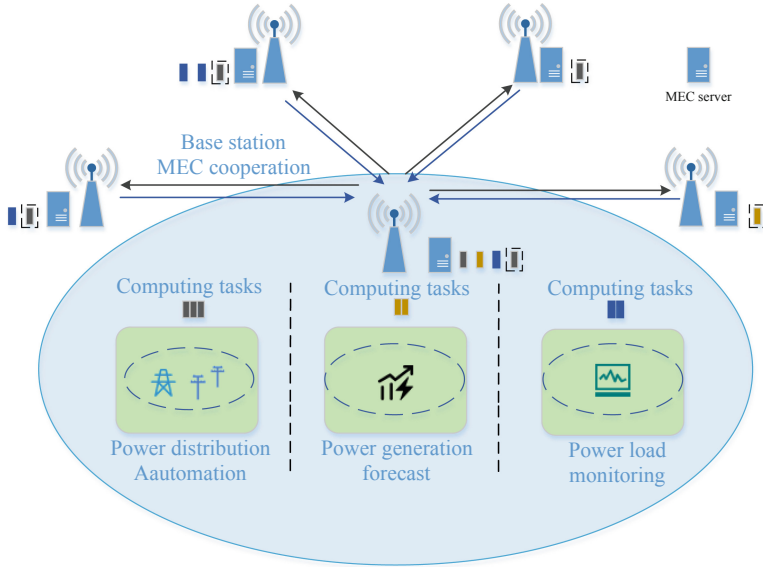 MEC server
Base station
MEC cooperation
Computing tasks
Computing tasks
Computing tasks
Power distribution
Aautomation
Power generation
forecast
Power load
monitoring